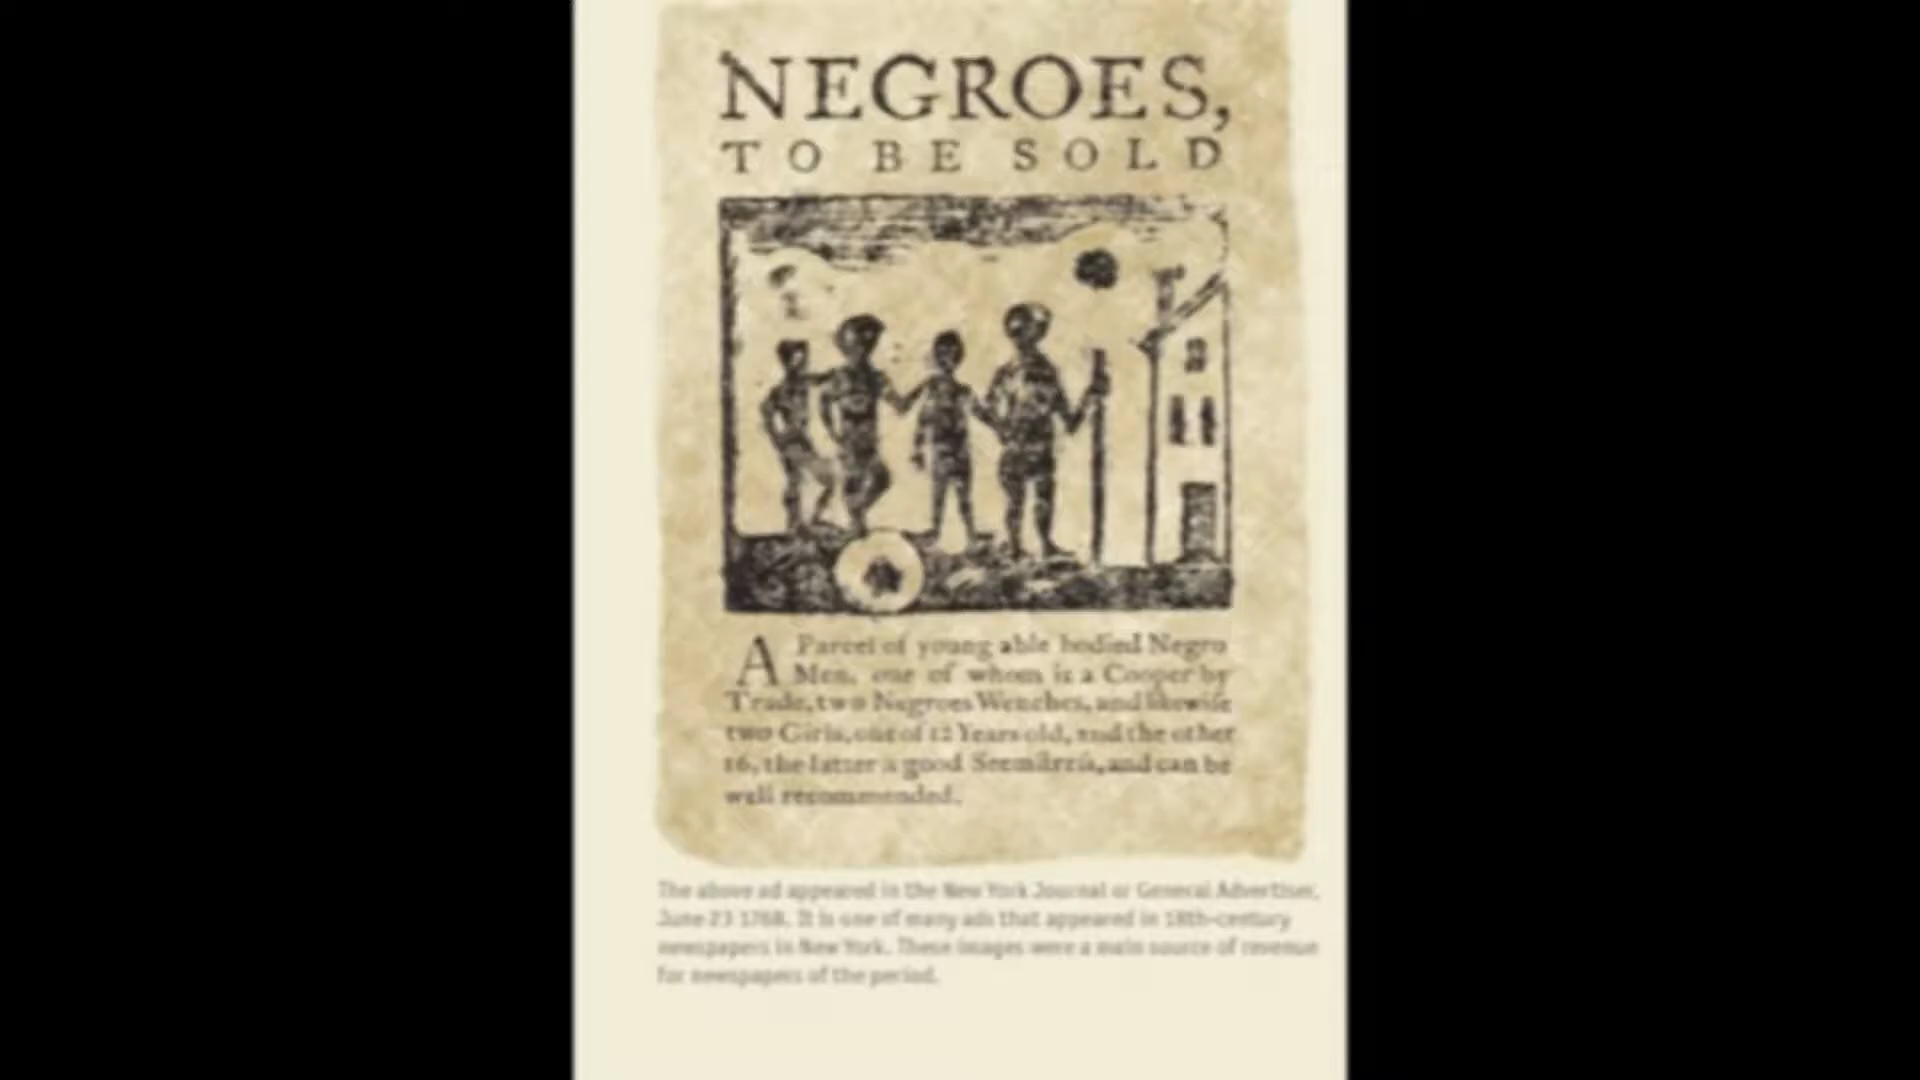 NEGROES,
TO BE SOLD
A Parcel of young able bodied Negro
Men, one of whom is a Cooper by
Trade, two Negroes Wenches, and likewise
two Girls, one of 12 Years old, and the other
16, the latter a good Seemstress, and can be
well recommended.
The above ad appeared in the New York Journal or General Advertiser,
June 23 1768. It is one of many ads that appeared in 18th-century
newspapers in New York. These images were a main source of revenue
for newspapers of the period.